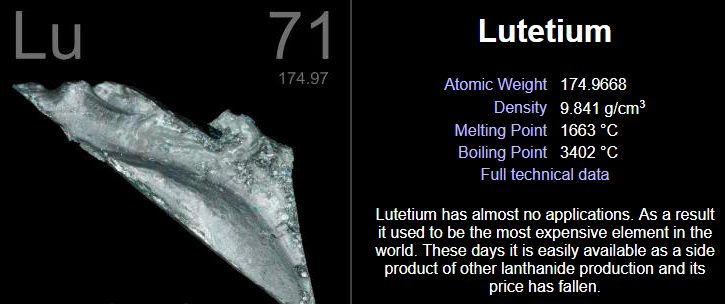 Lu 71
174.97
Lutetium
Atomic Weight 174.9668
Density 9.841 g/cm3
Melting Point 1663 °C
Boiling Point 3402 °C
Full technical data
Lutetium has almost no applications. As a result
it used to be the most expensive element in the
world. These days it is easily available as a side
product of other lanthanide production and its
price has fallen.